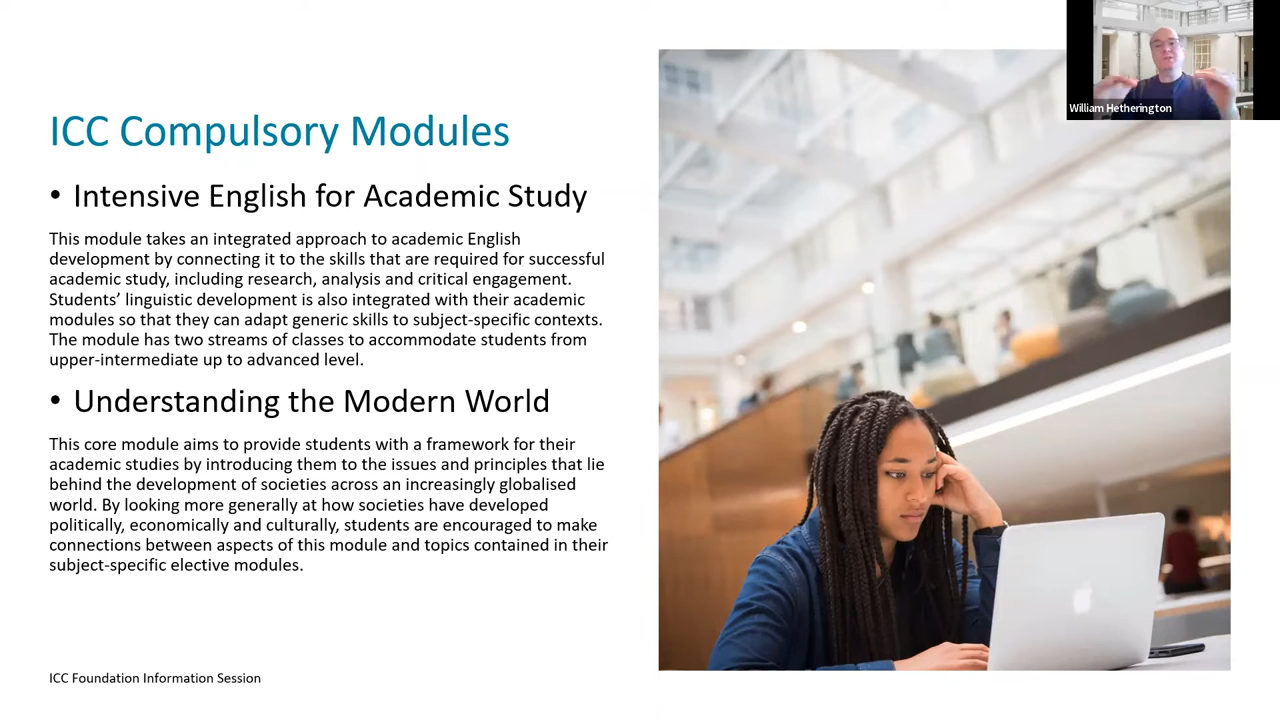 William Hetherington
ICC Compulsory Modules
• Intensive English for Academic Study
This module takes an integrated approach to academic English
development by connecting it to the skills that are required for successful
academic study, including research, analysis and critical engagement.
Students’ linguistic development is also integrated with their academic
modules so that they can adapt generic skills to subject-specific contexts.
The module has two streams of classes to accommodate students from
upper-intermediate up to advanced level.
• Understanding the Modern World
This core module aims to provide students with a framework for their
academic studies by introducing them to the issues and principles that lie
behind the development of societies across an increasingly globalised
world. By looking more generally at how societies have developed
politically, economically and culturally, students are encouraged to make
connections between aspects of this module and topics contained in their
subject-specific elective modules.
ICC Foundation Information Session